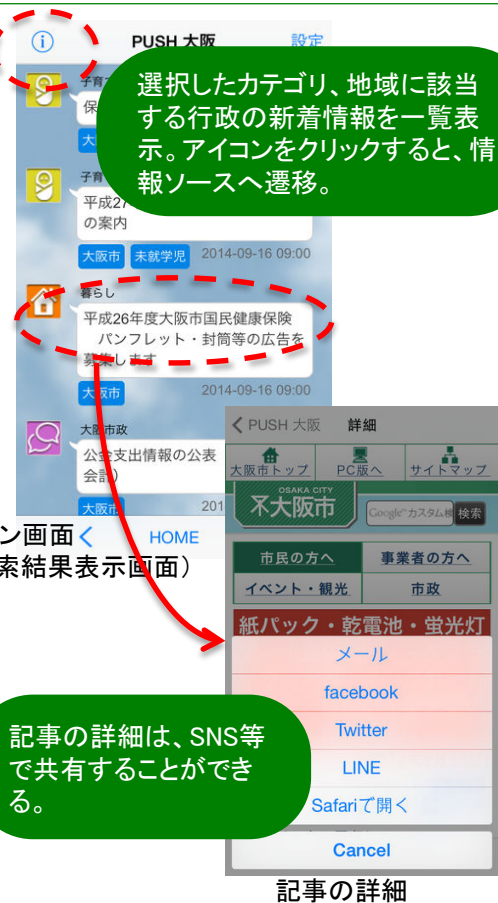 PUSH 大阪
設定
選択したカテゴリ、地域に該当
する行政の新着情報を一覧表
示。アイコンをクリックすると、情
報ソースへ遷移。
子育
保
大
子育
平成27
の案内
大阪市 未就学児 2014-09-16 09:00
暮らし
平成26年度大阪市国民健康保険
パンフレット・封筒等の広告を
募集します
大阪市 2014-09-16 09:00
大阪市政
公金支出情報の公表
会計）
大阪市 201
ン画面
HOME
索結果表示画面）
PUSH 大阪 詳細
大阪市トップ PC版へ サイトマップ
OSAKA CITY
大阪市
Google カスタム検 検索
市民の方へ 事業者の方へ
イベント・観光 市政
紙パック・乾電池・蛍光灯
メール
facebook
Twitter
LINE
Safariで開く
Cancel
記事の詳細は、SNS等
で共有することができ
る。
記事の詳細